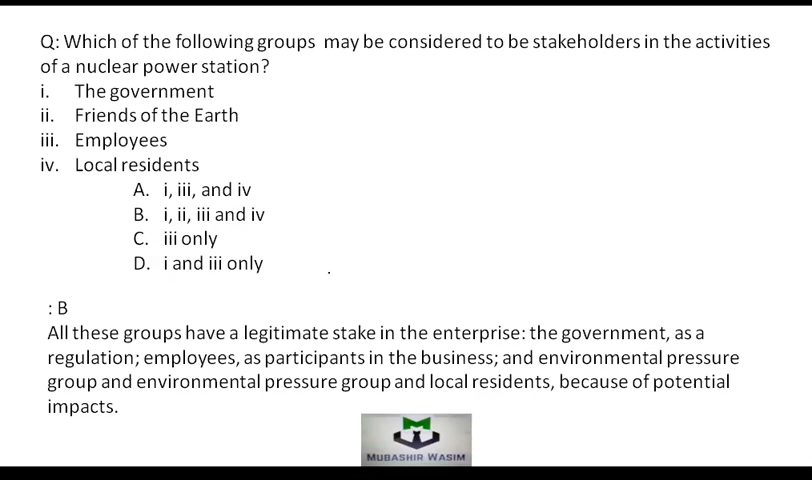 Q: Which of the following groups may be considered to be stakeholders in the activities
of a nuclear power station?
i. The government
ii. Friends of the Earth
iii. Employees
iv. Local residents
A. i, iii, and iv
B. i, ii, iii and iv
C. iii only
D. i and iii only
: B
All these groups have a legitimate stake in the enterprise: the government, as a
regulation; employees, as participants in the business; and environmental pressure
group and environmental pressure group and local residents, because of potential
impacts.
MUBASHIR WASIM